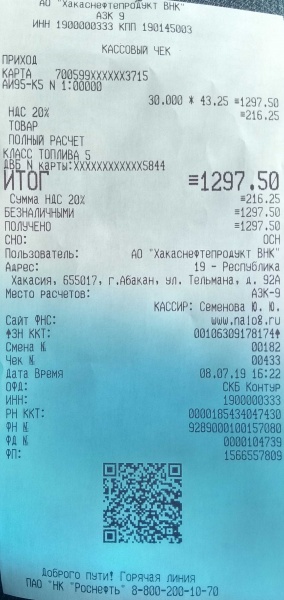 АО "Хакаснефтепродукт ВНК"
АЗК 9
ИНН 1900000333 КПП 190145003
КАССОВЫЙ ЧЕК
ПРИХОД
КАРТА 700599XXXXXX3715
АИ95-К5 N 1:00000
30.000 * 43.25 ≡1297.50
НДС 20% ≡216.25
ТОВАР
ПОЛНЫЙ РАСЧЕТ
КЛАСС ТОПЛИВА 5
ДВБ N карты:XXXXXXXXXXXX5844
ИТОГ ≡1297.50
Сумма НДС 20% ≡216.25
БЕЗНАЛИЧНЫМИ ≡1297.50
ПОЛУЧЕНО ≡1297.50
СНО: ОСН
Пользователь: АО "Хакаснефтепродукт ВНК"
Адрес: 19 - Республика
Хакасия, 655017, г.Абакан, ул. Тельмана, д. 92А
Место расчетов: АЗК-9
КАССИР: Семенова Ю. Ю.
Сайт ФНС: www.nalog.ru
↑ЗН ККТ: 00106309178174↑
Смена № 00182
Чек № 00433
Дата Время 08.07.19 16:22
ОФД: СКБ Контур
ИНН: 1900000333
РН ККТ: 0000185434047430
ФН № 9289000100157080
ФД № 0000104739
ФП: 1566557809
Доброго пути! Горячая линия
ПАО "НК "Роснефть" 8-800-200-10-70